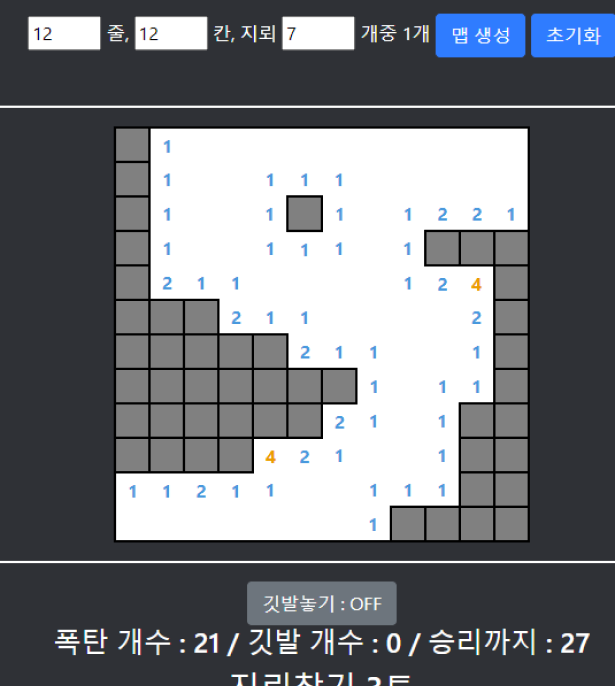 12 줄, 12 칸, 지뢰 7 개중 1개 맵 생성 초기화
1
1 1 1 1
1 1 1 1 2 2 1
1 1 1 1 1
2 1 1 1 2 4
2 1 1 2
2 1 1 1
1 1 1
2 1 1
4 2 1 1
1 1 2 1 1 1 1 1
1
깃발놓기 : OFF
폭탄 개수 : 21 / 깃발 개수 : 0 / 승리까지 : 27